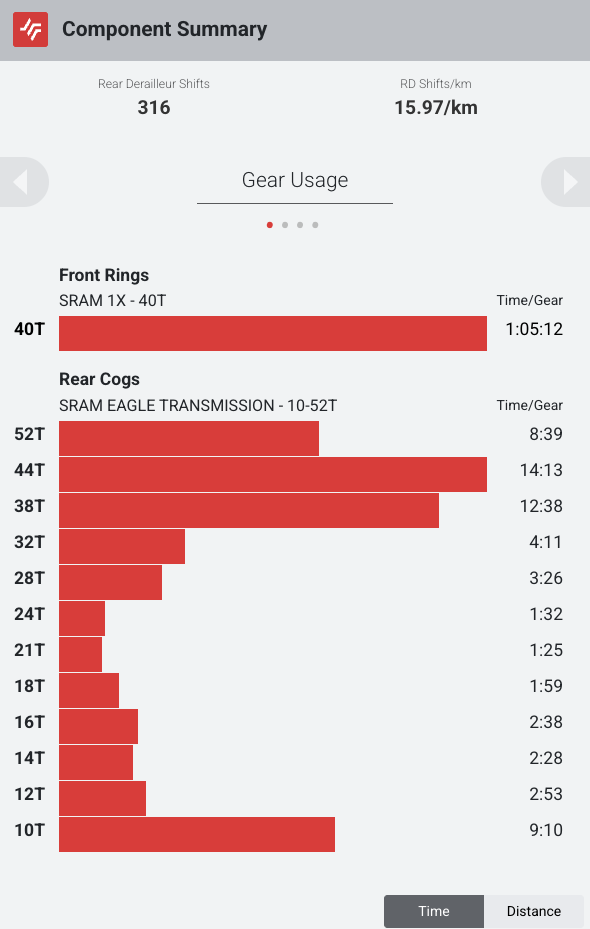 Component Summary
Rear Derailleur Shifts
RD Shifts/km
316
15.97/km
Gear Usage
Front Rings
SRAM 1X - 40T
Time/Gear
40T
1:05:12
Rear Cogs
SRAM EAGLE TRANSMISSION - 10-52T
Time/Gear
52T
8:39
44T
14:13
38T
12:38
32T
4:11
28T
3:26
24T
1:32
21T
1:25
18T
1:59
16T
2:38
14T
2:28
12T
2:53
10T
9:10
Time
Distance